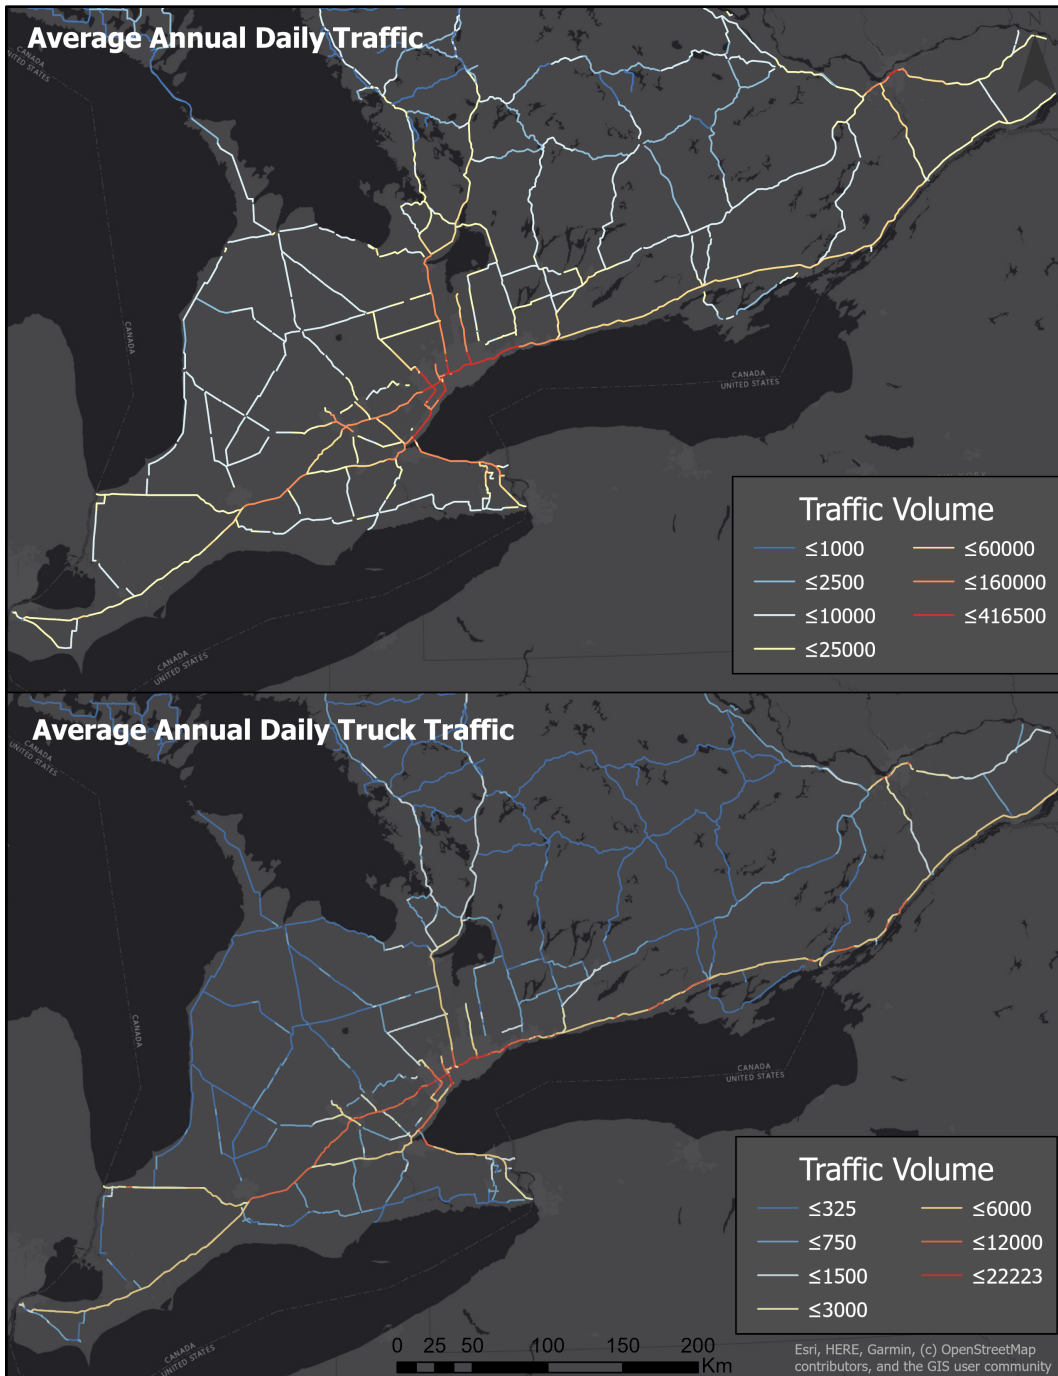 Average Annual Daily Traffic
N
CANADA
UNITED STATES
CANADA
CANADA
UNITED STATES
CANADA
UNITED STATES
Traffic Volume
≤1000
≤2500
≤10000
≤25000
≤60000
≤160000
≤416500
Average Annual Daily Truck Traffic
CANADA
UNITED STATES
CANADA
CANADA
UNITED STATES
CANADA
UNITED STATES
Traffic Volume
≤325
≤750
≤1500
≤3000
≤6000
≤12000
≤22223
0 25 50 100 150 200
Km
Esri, HERE, Garmin, (c) OpenStreetMap
contributors, and the GIS user community